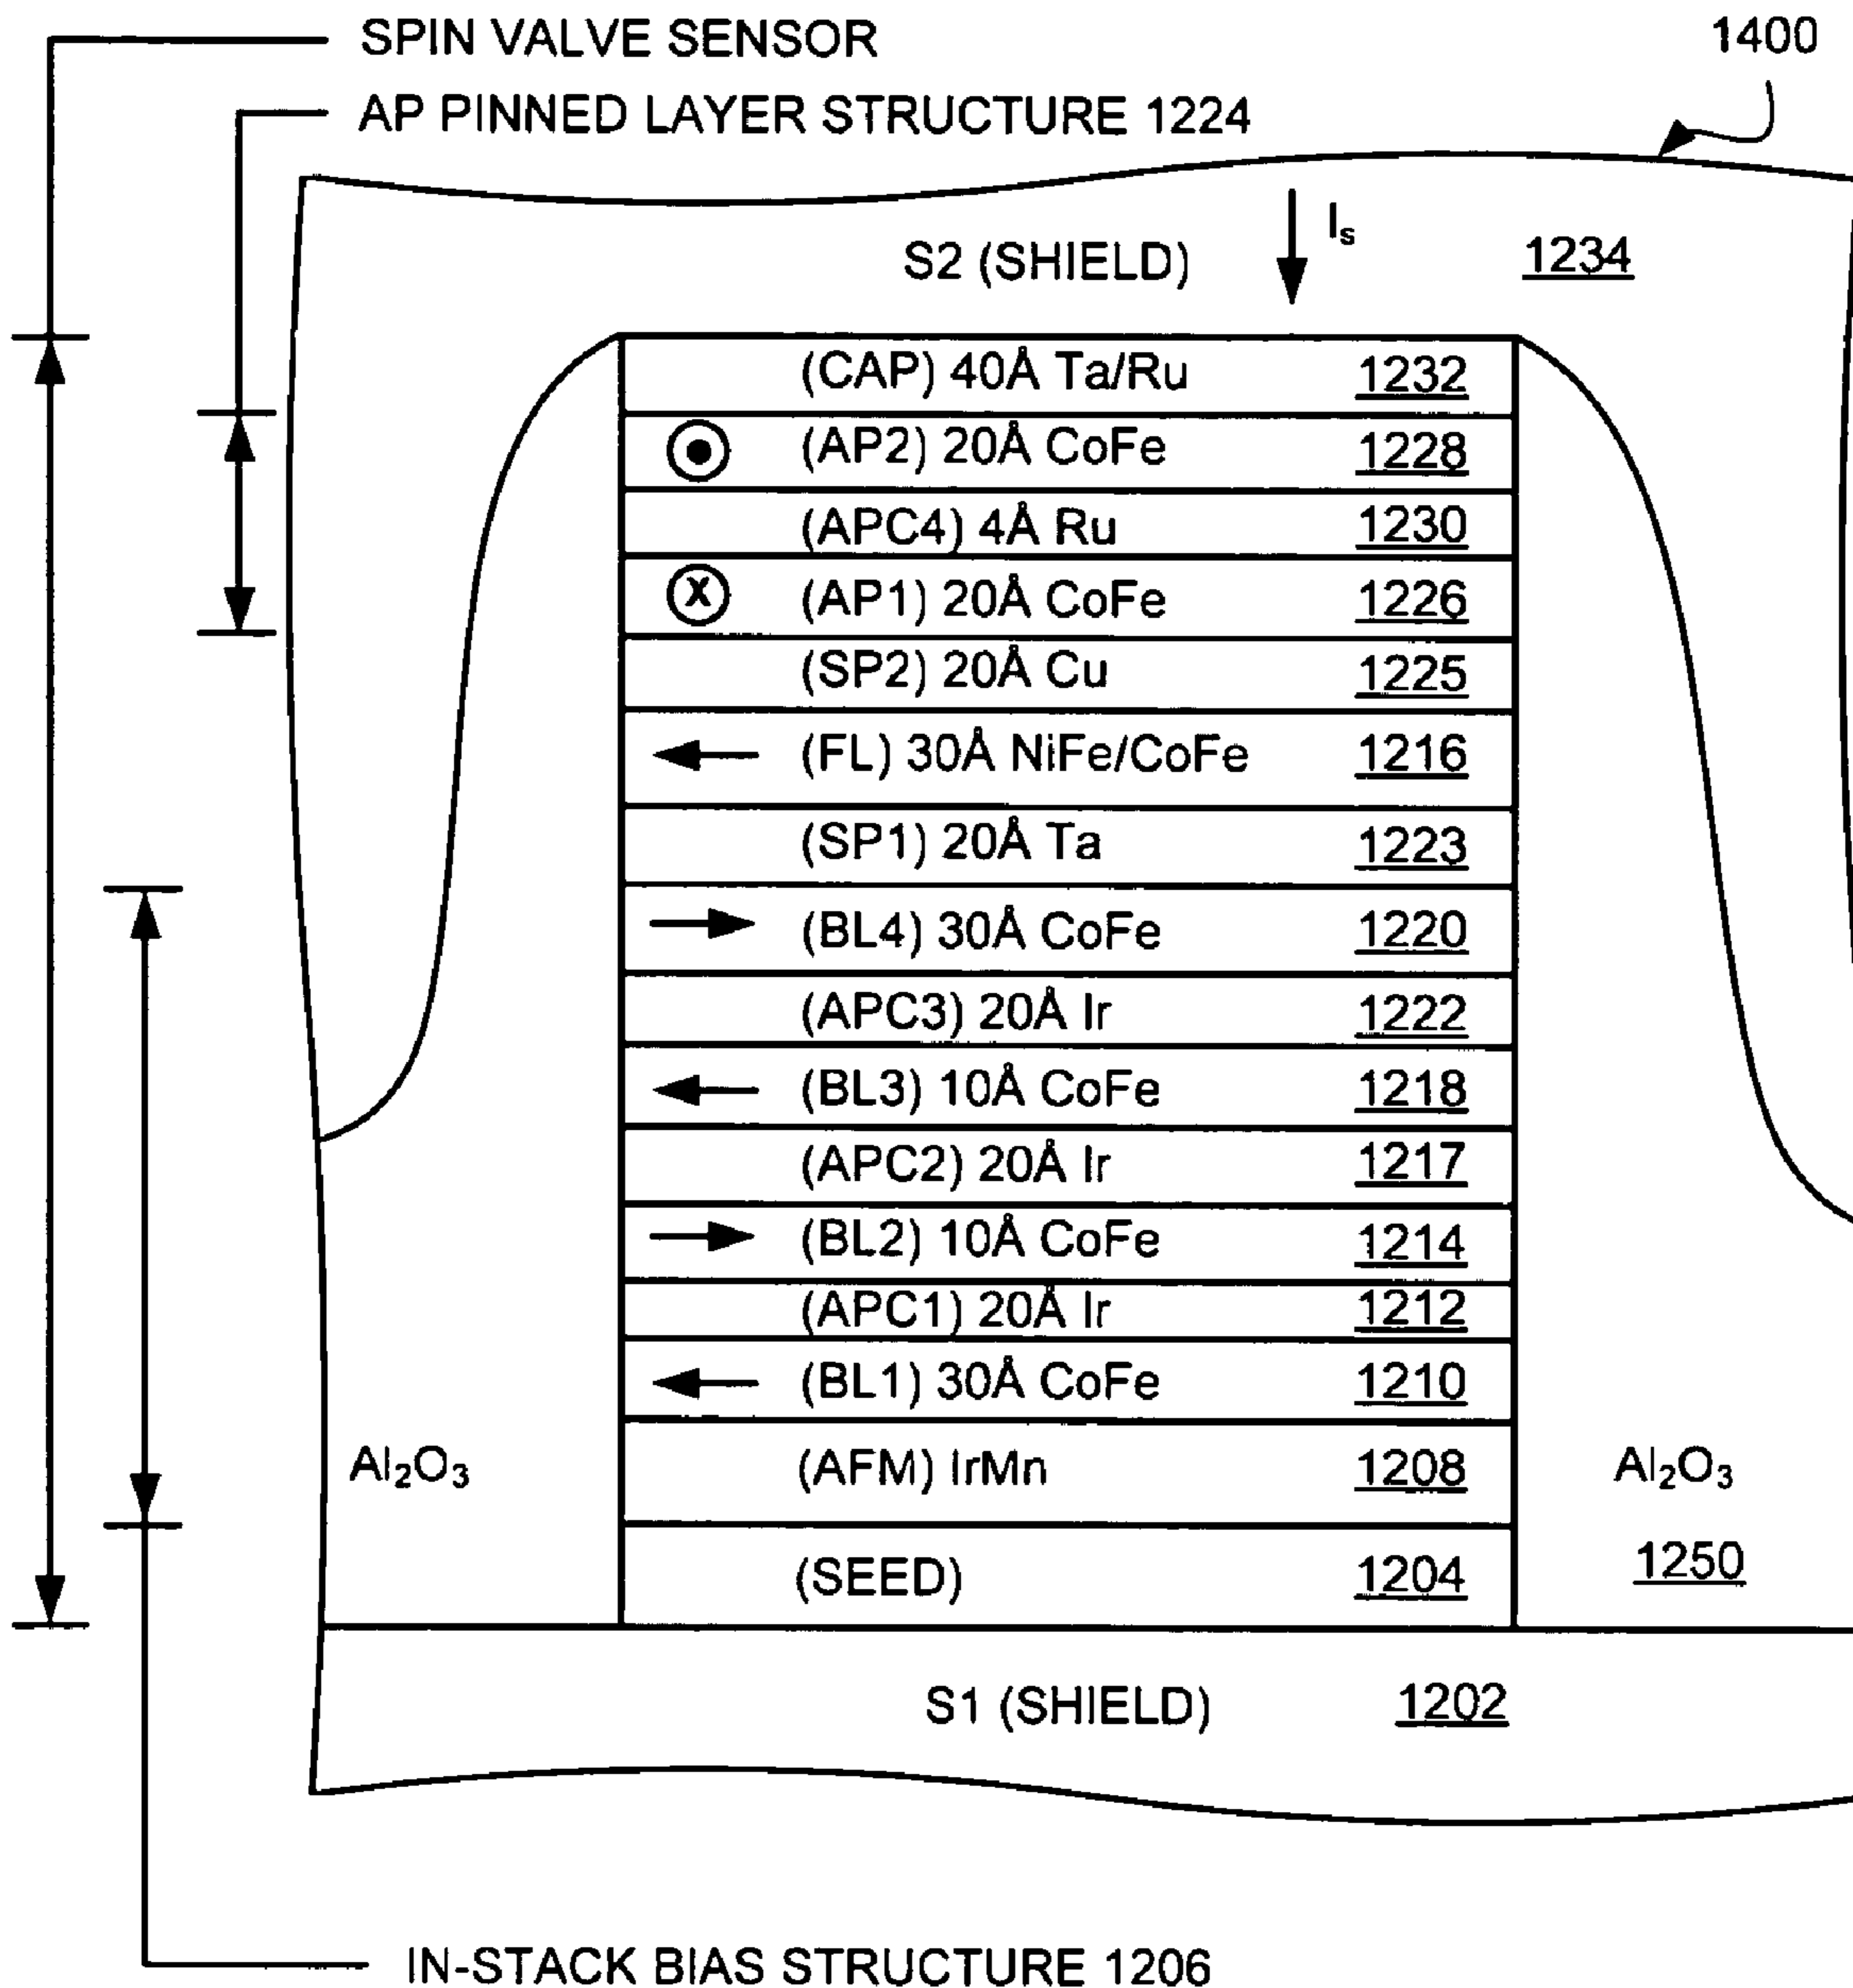 SPIN VALVE SENSOR
1400
AP PINNED LAYER STRUCTURE 1224
Is
S2 (SHIELD) 1234
(CAP) 40Å Ta/Ru 1232
(AP2) 20Å CoFe 1228
(APC4) 4Å Ru 1230
X (AP1) 20Å CoFe 1226
(SP2) 20Å Cu 1225
(FL) 30Å NiFe/CoFe 1216
(SP1) 20Å Ta 1223
(BL4) 30Å CoFe 1220
(APC3) 20Å Ir 1222
(BL3) 10Å CoFe 1218
(APC2) 20Å Ir 1217
(BL2) 10Å CoFe 1214
(APC1) 20Å Ir 1212
(BL1) 30Å CoFe 1210
Al₂O₃ (AFM) IrMn 1208 Al₂O₃
(SEED) 1204 1250
S1 (SHIELD) 1202
IN-STACK BIAS STRUCTURE 1206